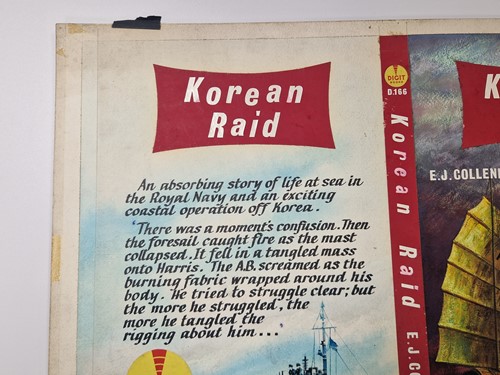 Korean
Raid
An absorbing story of life at sea in
the Royal Navy and an exciting
coastal operation off Korea.
'There was a moment's confusion. Then
the foresail caught fire as the mast
collapsed. It fell in a tangled mass
onto Harris. The A.B. screamed as the
burning fabric wrapped around his
body. He tried to struggle clear; but
the more he struggled, the
more he tangled the
rigging about him...
DIGIT
BOOKS
D.166
Korean Raid
E.J.
K
E.J.